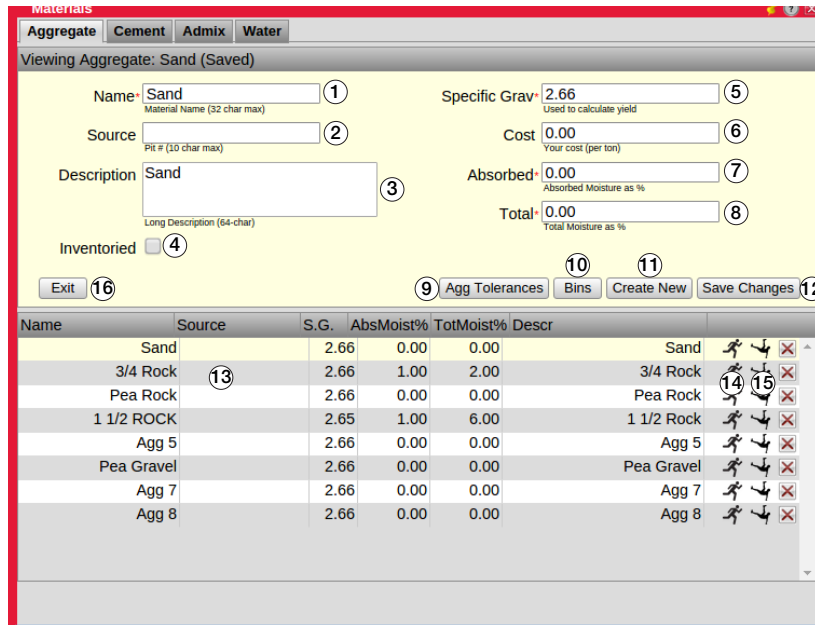 Materials
Aggregate Cement Admix Water
Viewing Aggregate: Sand (Saved)
Name* Sand 1
Material Name (32 char max)
Source 2
Pit # (10 char max)
Description Sand 3
Long Description (64-char)
Inventoried 4
Specific Grav* 2.66 5
Used to calculate yield
Cost 0.00 6
Your cost (per ton)
Absorbed* 0.00 7
Absorbed Moisture as %
Total* 0.00 8
Total Moisture as %
10 11
Exit 16 9 Agg Tolerances Bins Create New Save Changes 12
Name Source S.G. AbsMoist% TotMoist% Descr
Sand 2.66 0.00 0.00 Sand
3/4 Rock 13 2.66 1.00 2.00 3/4 Rock 14 15
Pea Rock 2.66 0.00 0.00 Pea Rock
1 1/2 ROCK 2.65 1.00 6.00 1 1/2 Rock
Agg 5 2.66 0.00 0.00 Agg 5
Pea Gravel 2.66 0.00 0.00 Pea Gravel
Agg 7 2.66 0.00 0.00 Agg 7
Agg 8 2.66 0.00 0.00 Agg 8